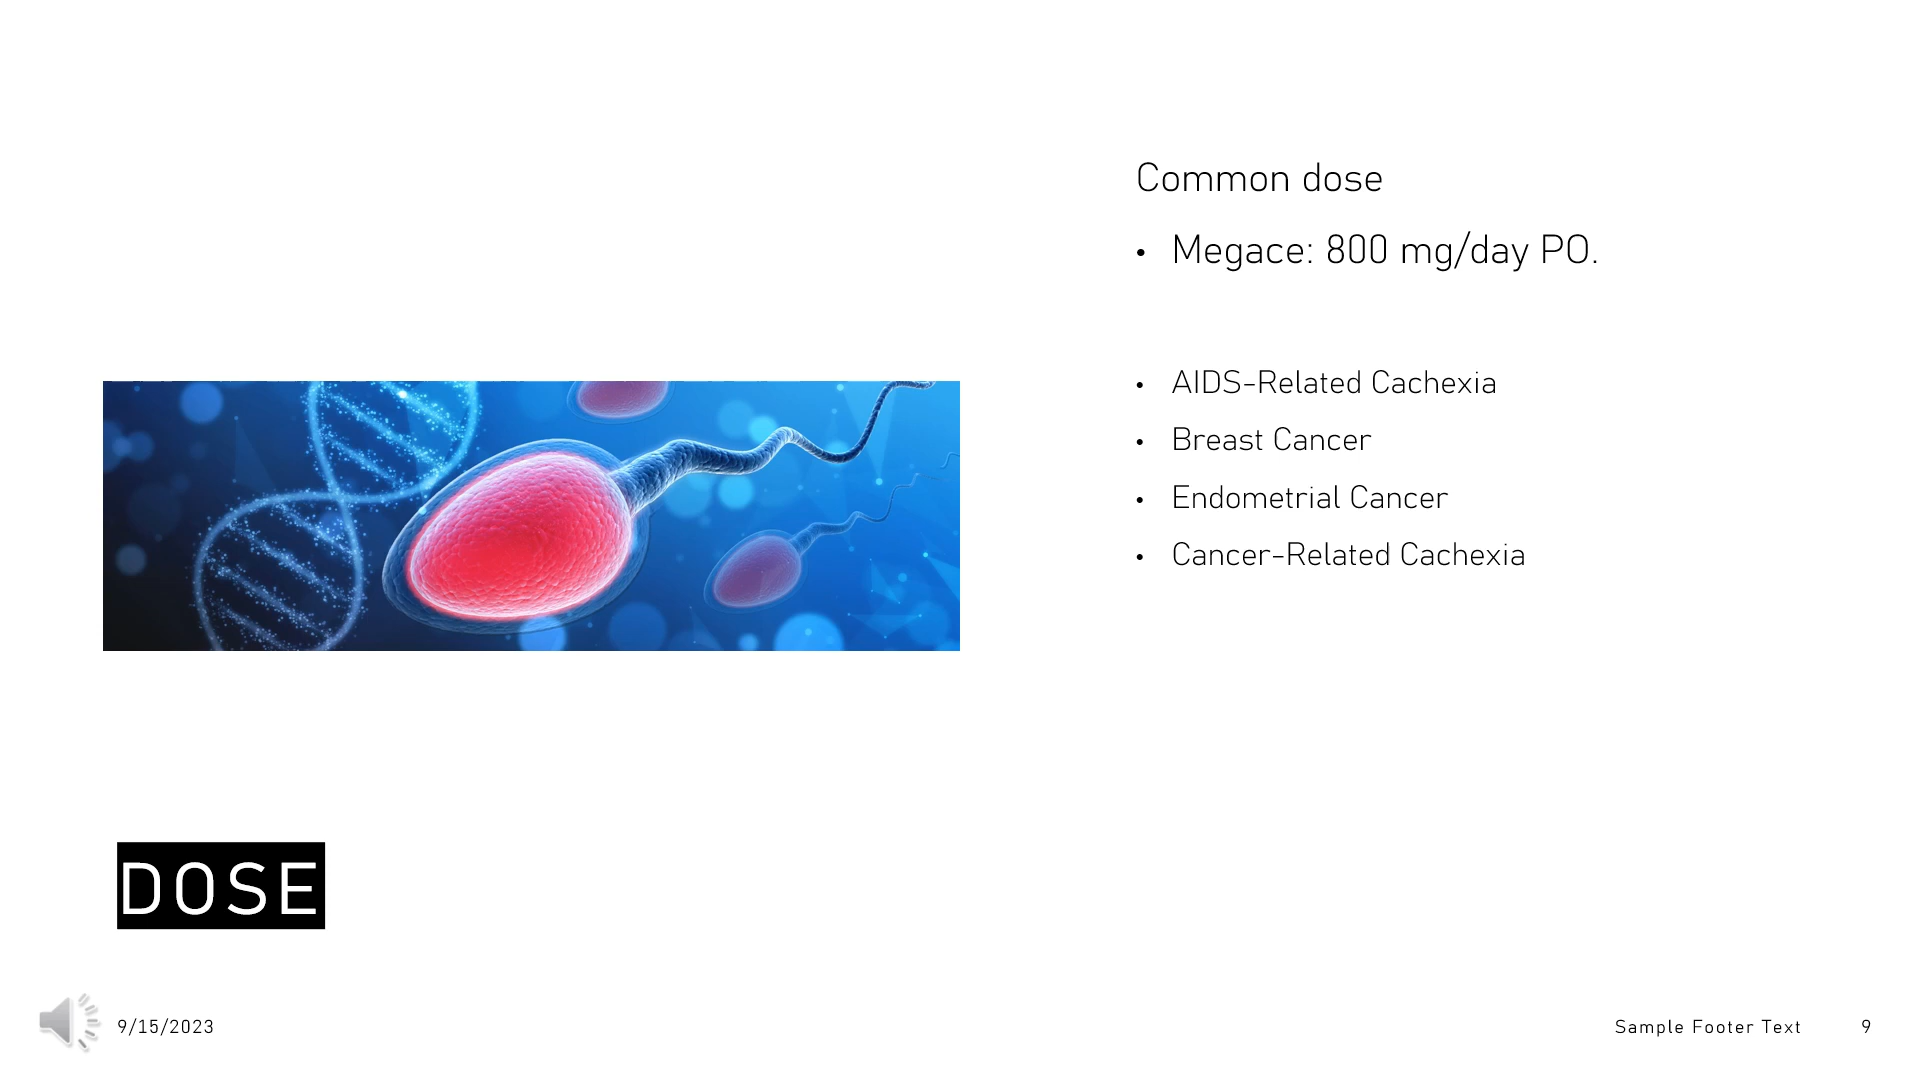 Common dose
• Megace: 800 mg/day PO.
• AIDS-Related Cachexia
• Breast Cancer
• Endometrial Cancer
• Cancer-Related Cachexia
DOSE
9/15/2023
Sample Footer Text
9